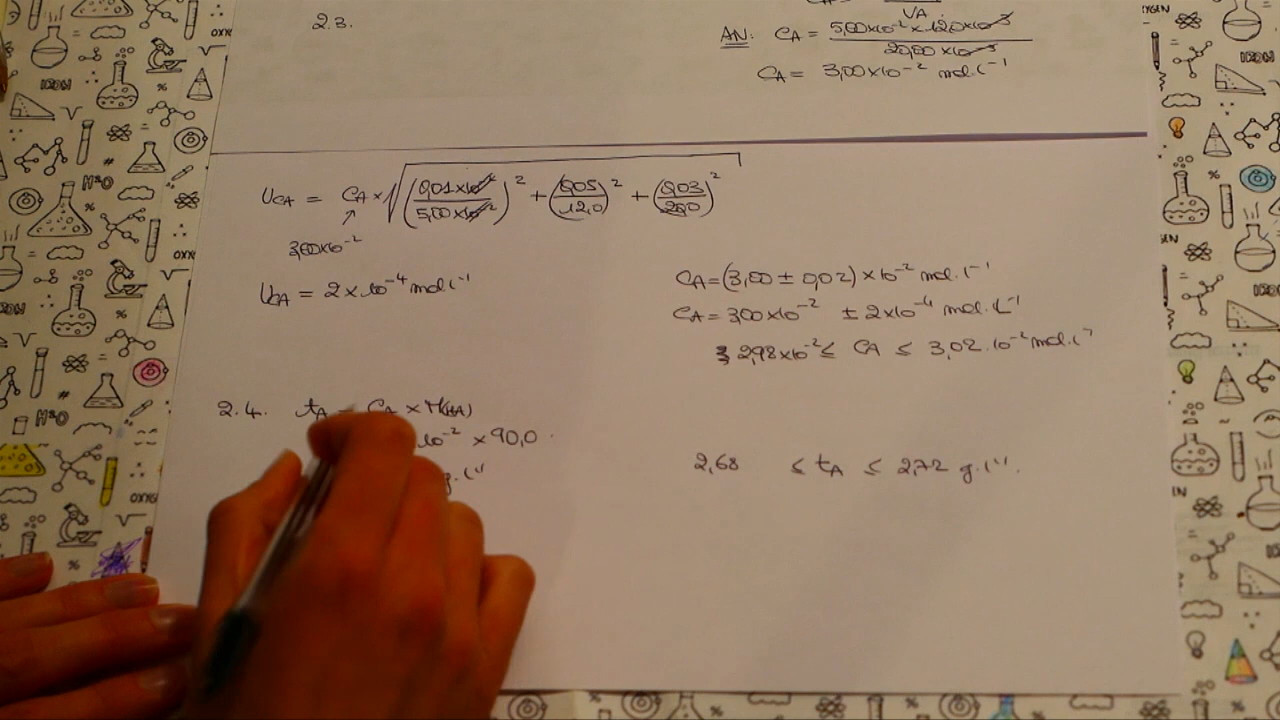 2.3.
VA
AN: CA = 5,00×10⁻² × 12,0×10⁻³
20,00 ×10⁻³
CA = 3,00×10⁻² mol.L⁻¹
UCA = CA × √((0,01×10⁻²/5,00×10⁻²)² + (0,05/12,0)² + (0,03/20,0)²)
3,00×10⁻²
UCA = 2×10⁻⁴ mol.L⁻¹
CA = (3,00 ± 0,02) ×10⁻² mol.L⁻¹
CA = 3,00×10⁻² ± 2×10⁻⁴ mol.L⁻¹
2,98×10⁻² ≤ CA ≤ 3,02.10⁻² mol.L⁻¹
2.4. tA = CA × M(HA)
10⁻² × 90,0
g.L⁻¹
2,68 ≤ tA ≤ 2,72 g.L⁻¹.